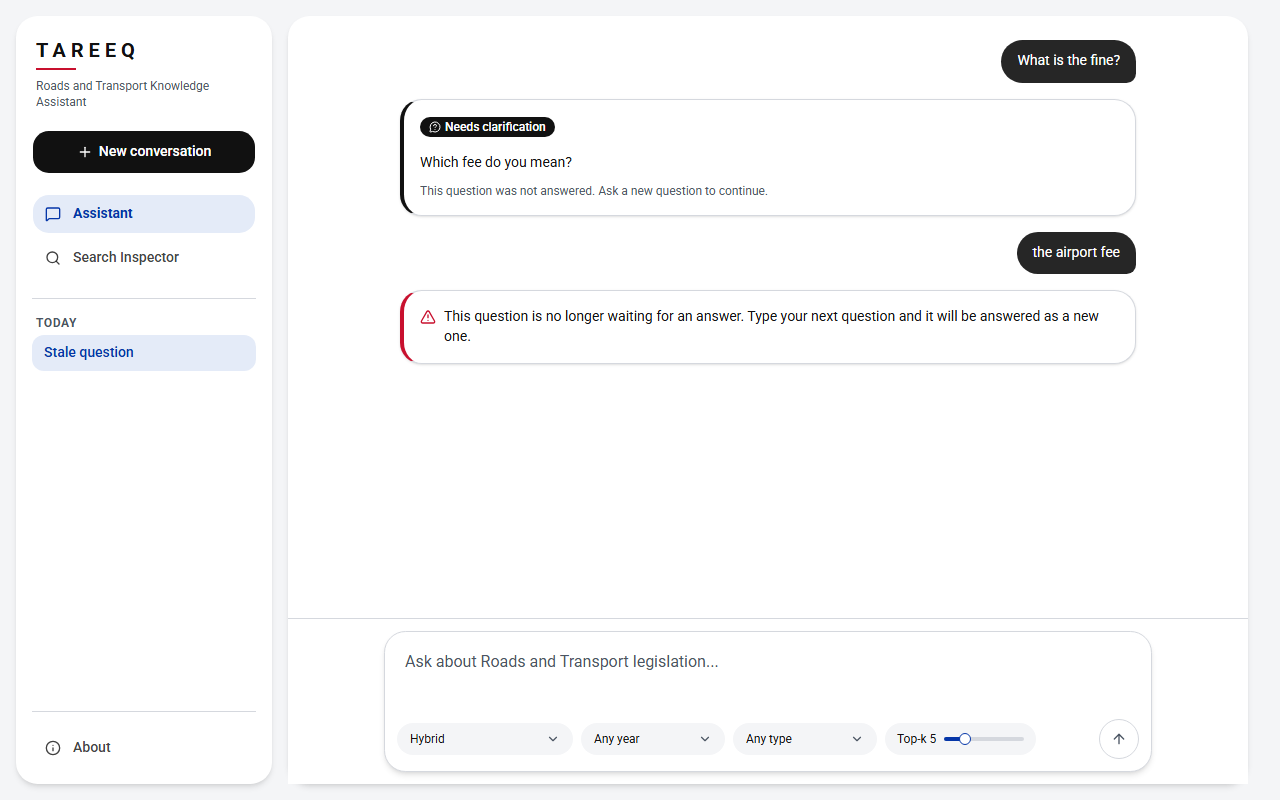 TAREEQ
Roads and Transport Knowledge
Assistant
New conversation
Assistant
Search Inspector
TODAY
Stale question
About
What is the fine?
Needs clarification
Which fee do you mean?
This question was not answered. Ask a new question to continue.
the airport fee
This question is no longer waiting for an answer. Type your next question and it will be answered as a new
one.
Ask about Roads and Transport legislation...
Hybrid
Any year
Any type
Top-k 5